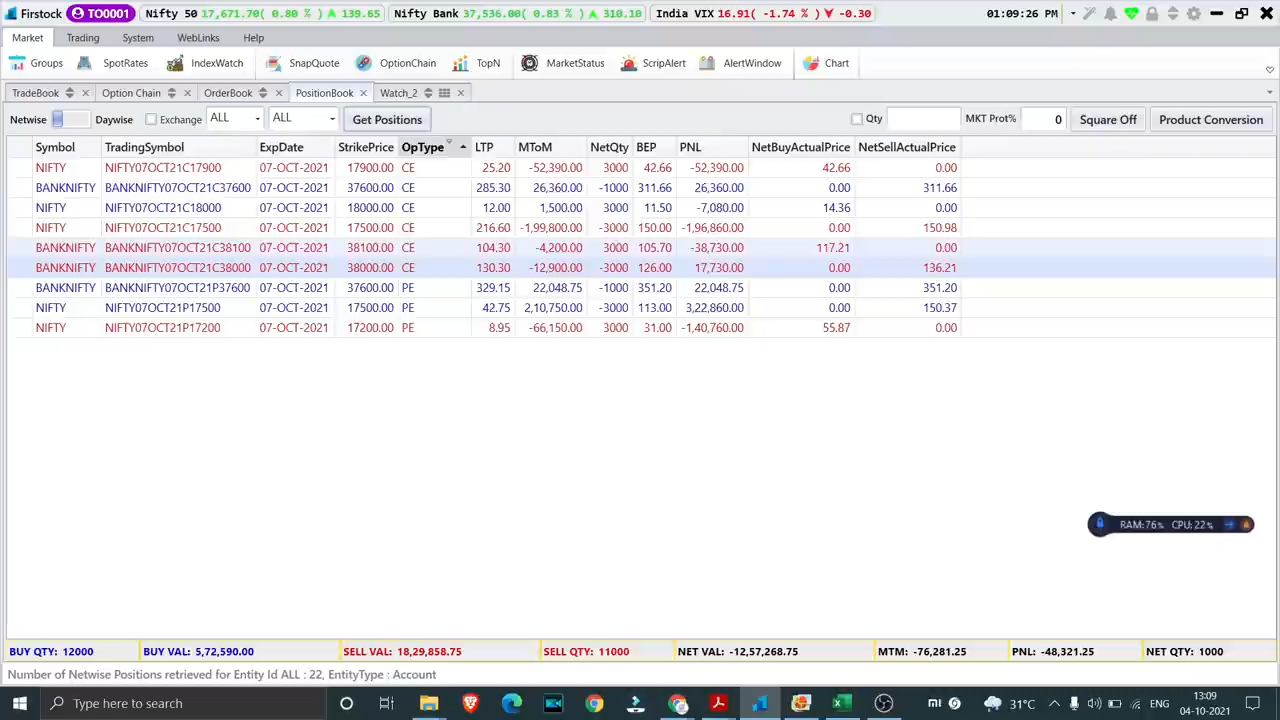 Firstock TO0001 Nifty 50 17,671.70( 0.80 % ) 139.65 Nifty Bank 37,536.00( 0.83 % ) 310.10 India VIX 16.91( -1.74 % ) -0.30 01:09:26 PM
Market Trading System WebLinks Help
Groups SpotRates IndexWatch SnapQuote OptionChain TopN MarketStatus ScripAlert AlertWindow Chart
TradeBook Option Chain OrderBook PositionBook Watch_2
Netwise Daywise Exchange ALL ALL Get Positions Qty MKT Prot% 0 Square Off Product Conversion
Symbol TradingSymbol ExpDate StrikePrice OpType LTP MToM NetQty BEP PNL NetBuyActualPrice NetSellActualPrice
NIFTY NIFTY07OCT21C17900 07-OCT-2021 17900.00 CE 25.20 -52,390.00 3000 42.66 -52,390.00 42.66 0.00
BANKNIFTY BANKNIFTY07OCT21C37600 07-OCT-2021 37600.00 CE 285.30 26,360.00 -1000 311.66 26,360.00 0.00 311.66
NIFTY NIFTY07OCT21C18000 07-OCT-2021 18000.00 CE 12.00 1,500.00 3000 11.50 -7,080.00 14.36 0.00
NIFTY NIFTY07OCT21C17500 07-OCT-2021 17500.00 CE 216.60 -1,99,800.00 -3000 150.00 -1,96,860.00 0.00 150.98
BANKNIFTY BANKNIFTY07OCT21C38100 07-OCT-2021 38100.00 CE 104.30 -4,200.00 3000 105.70 -38,730.00 117.21 0.00
BANKNIFTY BANKNIFTY07OCT21C38000 07-OCT-2021 38000.00 CE 130.30 -12,900.00 -3000 126.00 17,730.00 0.00 136.21
BANKNIFTY BANKNIFTY07OCT21P37600 07-OCT-2021 37600.00 PE 329.15 22,048.75 -1000 351.20 22,048.75 0.00 351.20
NIFTY NIFTY07OCT21P17500 07-OCT-2021 17500.00 PE 42.75 2,10,750.00 -3000 113.00 3,22,860.00 0.00 150.37
NIFTY NIFTY07OCT21P17200 07-OCT-2021 17200.00 PE 8.95 -66,150.00 3000 31.00 -1,40,760.00 55.87 0.00
RAM:76% CPU:22%
BUY QTY: 12000 BUY VAL: 5,72,590.00 SELL VAL: 18,29,858.75 SELL QTY: 11000 NET VAL: -12,57,268.75 MTM: -76,281.25 PNL: -48,321.25 NET QTY: 1000
Number of Netwise Positions retrieved for Entity Id ALL : 22, EntityType : Account
Type here to search mi 31°C 13:09
04-10-2021